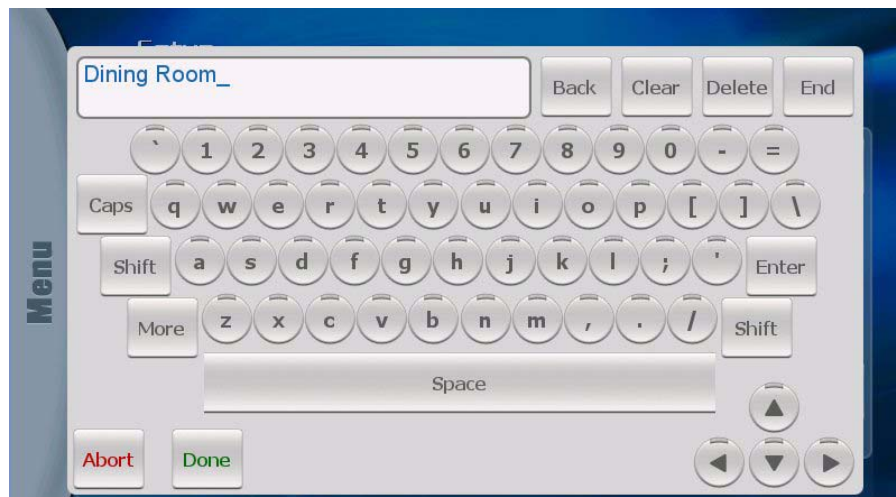 Dining Room_
Back Clear Delete End
` 1 2 3 4 5 6 7 8 9 0 - =
Caps q w e r t y u i o p [ ] \
Shift a s d f g h j k l ; ' Enter
More z x c v b n m , . / Shift
Space
Abort Done
Menu